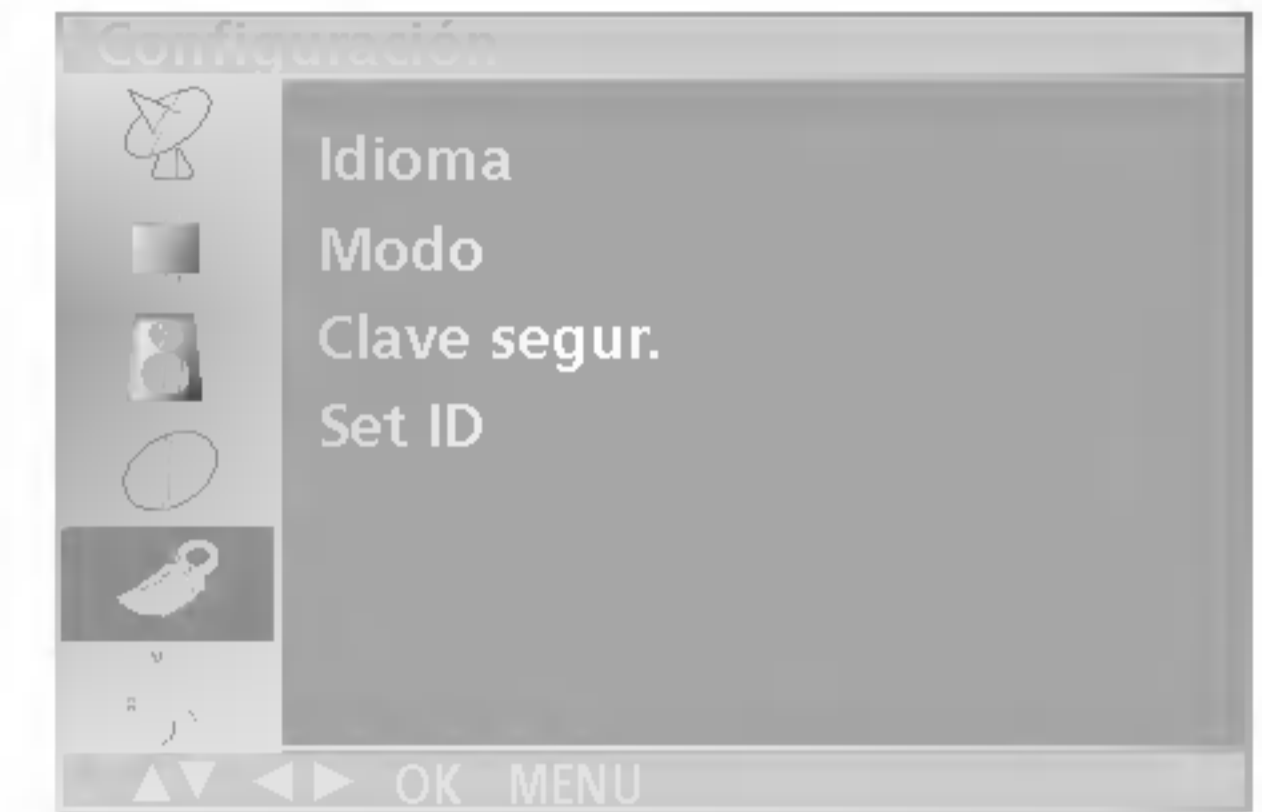 Configuración
Idioma
Modo
Clave segur.
Set ID
▲▼ ◀▶ OK MENU